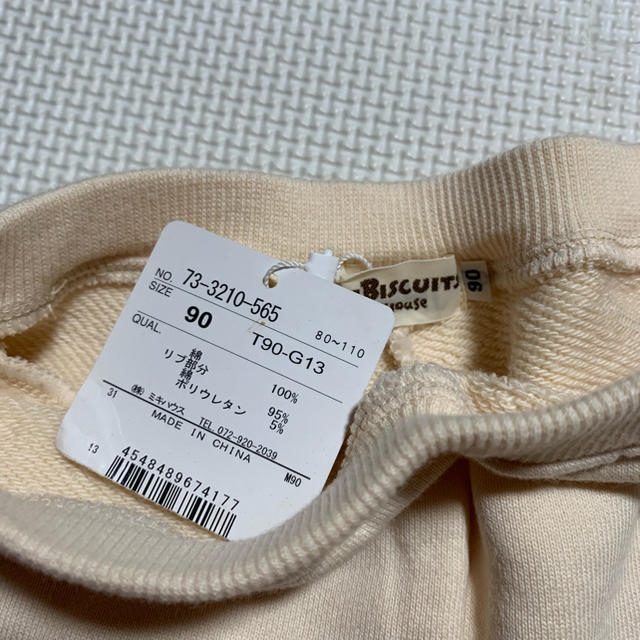 NO. 73-3210-565
SIZE 90 80~110
QUAL. T90-G13
綿 100%
リブ部分
綿 95%
ポリウレタン 5%
31 ㈱ ミキハウス TEL.072-920-2039
MADE IN CHINA
13 M90
4548489674177
BISCUITS
House
90